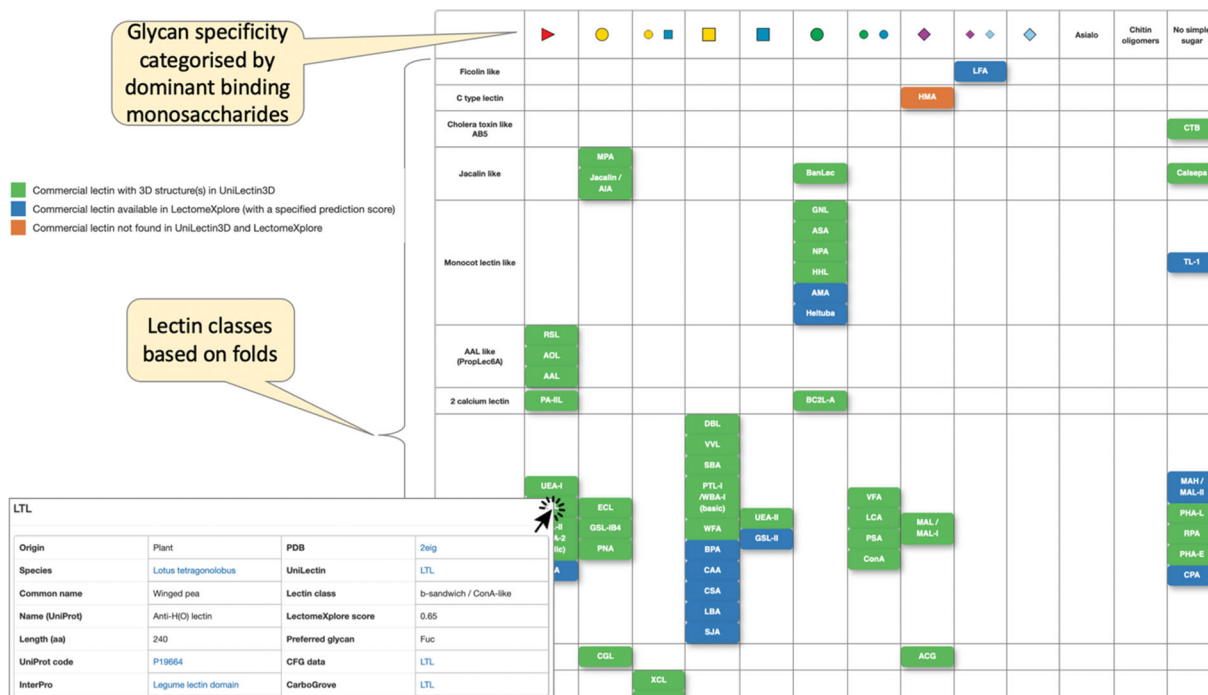 Glycan specificity
categorised by
dominant binding
monosaccharides
Asialo
Chitin
oligomers
No simple
sugar
Ficolin like
LFA
C type lectin
HMA
Cholera toxin like
AB5
CTB
Commercial lectin with 3D structure(s) in UniLectin3D
Commercial lectin available in LectomeXplore (with a specified prediction score)
Commercial lectin not found in UniLectin3D and LectomeXplore
Jacalin like
MPA
Jacalin /
AIA
BanLec
Calsepa
Monocot lectin like
GNL
ASA
NPA
HHL
AMA
Heltuba
TL-1
Lectin classes
based on folds
AAL like
(PropLec6A)
RSL
AOL
AAL
2 calcium lectin
PA-IIL
BC2L-A
UEA-I
ECL
GSL-IB4
PNA
DBL
VVL
SBA
PTL-I
/WBA-I
(basic)
WFA
BPA
CAA
CSA
LBA
SJA
UEA-II
GSL-II
VFA
LCA
PSA
ConA
MAL /
MAL-I
MAH /
MAL-II
PHA-L
RPA
PHA-E
CPA
CGL
ACG
XCL
LTL
Origin Plant PDB 2eig
Species Lotus tetragonolobus UniLectin LTL
Common name Winged pea Lectin class b-sandwich / ConA-like
Name (UniProt) Anti-H(O) lectin LectomeXplore score 0.65
Length (aa) 240 Preferred glycan Fuc
UniProt code P19664 CFG data LTL
InterPro Legume lectin domain CarboGrove LTL